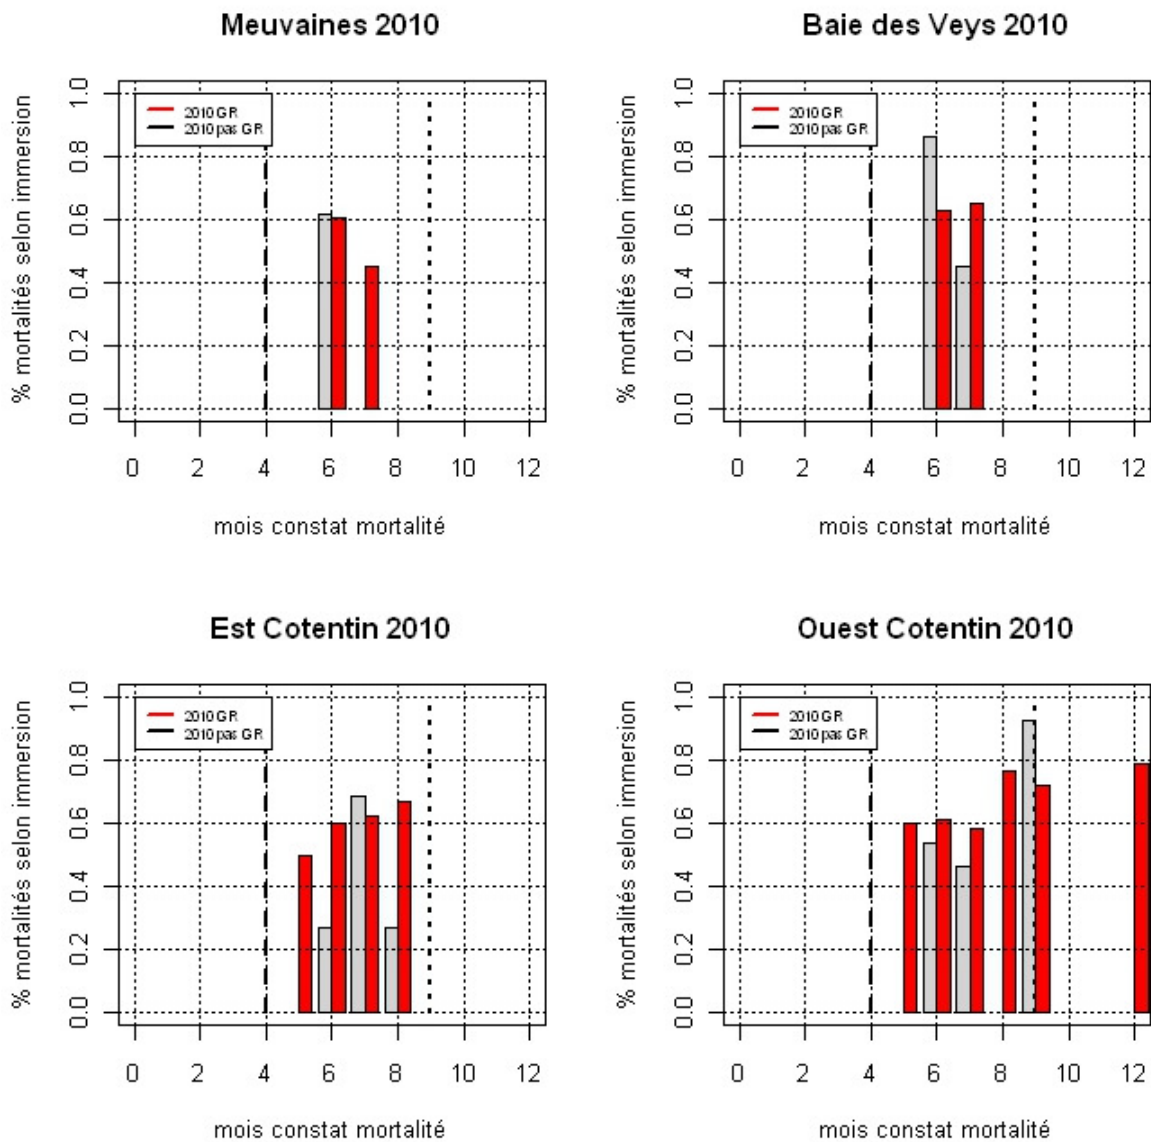 Meuvaines 2010
% mortalités selon immersion
1.0
0.8
0.6
0.4
0.2
0.0
2010 GR
2010 pas GR
0 2 4 6 8 10 12
mois constat mortalité
Baie des Veys 2010
% mortalités selon immersion
1.0
0.8
0.6
0.4
0.2
0.0
2010 GR
2010 pas GR
0 2 4 6 8 10 12
mois constat mortalité
Est Cotentin 2010
% mortalités selon immersion
1.0
0.8
0.6
0.4
0.2
0.0
2010 GR
2010 pas GR
0 2 4 6 8 10 12
mois constat mortalité
Ouest Cotentin 2010
% mortalités selon immersion
1.0
0.8
0.6
0.4
0.2
0.0
2010 GR
2010 pas GR
0 2 4 6 8 10 12
mois constat mortalité